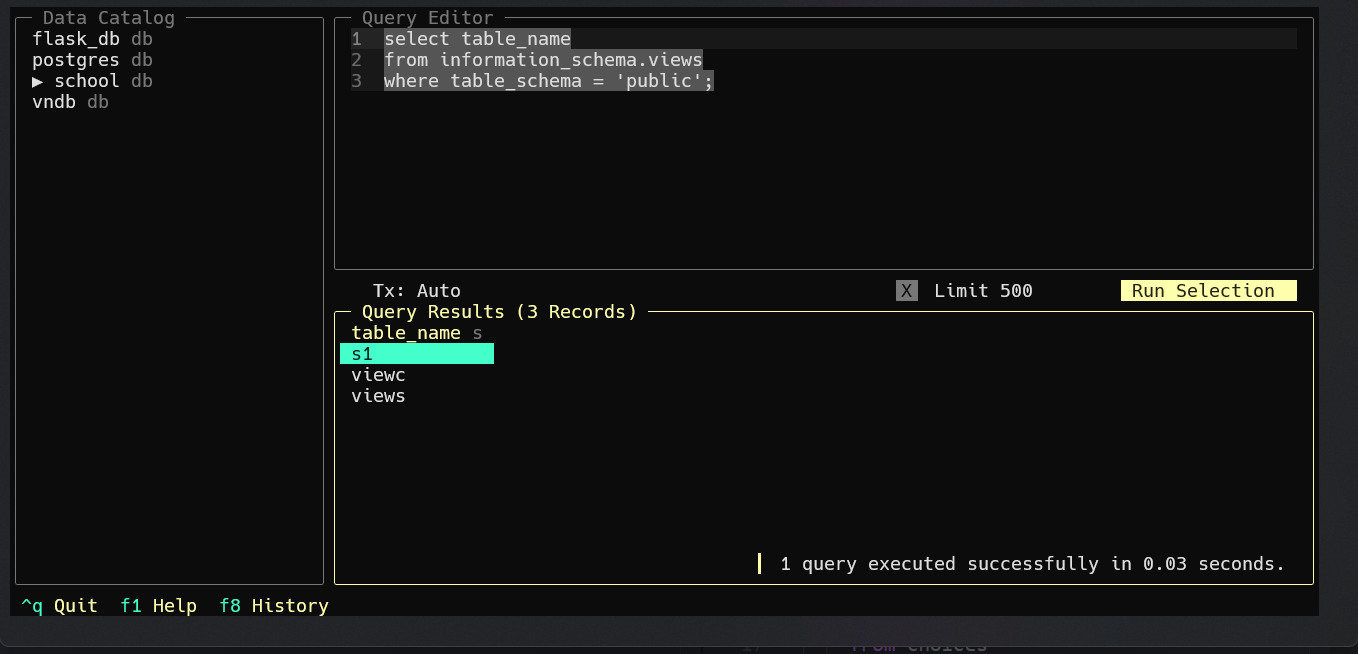 Data Catalog
flask_db db
postgres db
▶ school db
vndb db
Query Editor
1 select table_name
2 from information_schema.views
3 where table_schema = 'public';
Tx: Auto
X Limit 500
Run Selection
Query Results (3 Records)
table_name s
s1
viewc
views
1 query executed successfully in 0.03 seconds.
^q Quit f1 Help f8 History
from choices